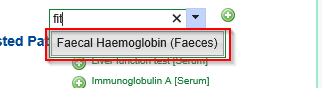 fit
Faecal Haemoglobin (Faeces)
sted Pa
Liver function test [Serum]
Immunoglobulin A [Serum]